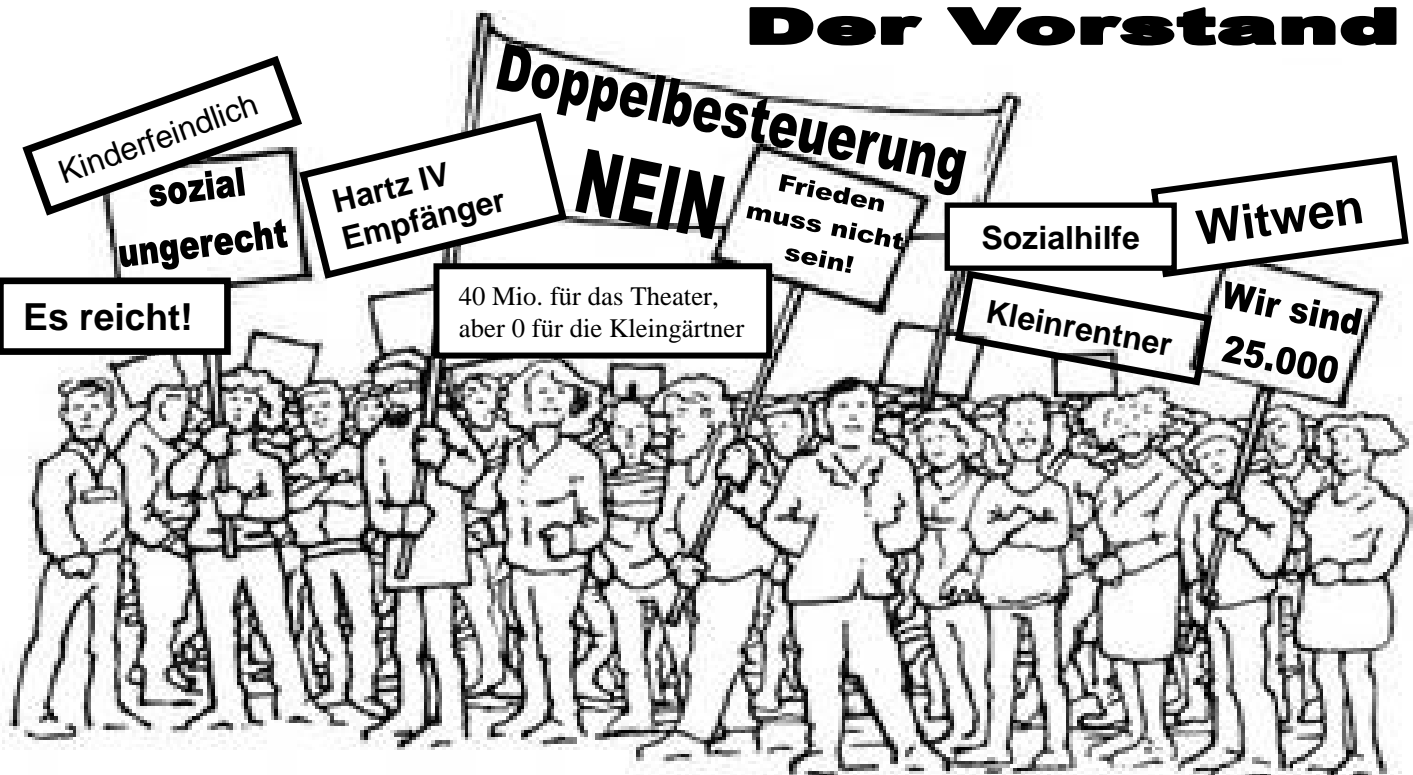 Der Vorstand
Doppelbesteuerung
NEIN
Kinderfeindlich
sozial
ungerecht
Hartz IV
Empfänger
Frieden
muss nicht
sein!
Sozialhilfe
Witwen
Es reicht!
40 Mio. für das Theater,
aber 0 für die Kleingärtner
Kleinrentner
Wir sind
25.000